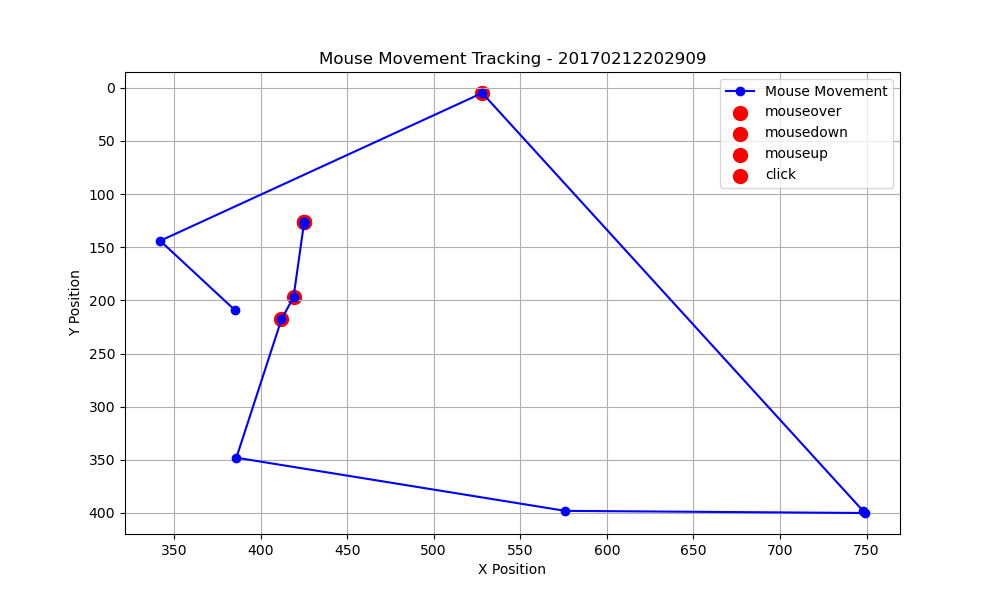 Mouse Movement Tracking - 20170212202909
Mouse Movement
mouseover
mousedown
mouseup
click
0
50
100
150
200
250
300
350
400
Y Position
350
400
450
500
550
600
650
700
750
X Position